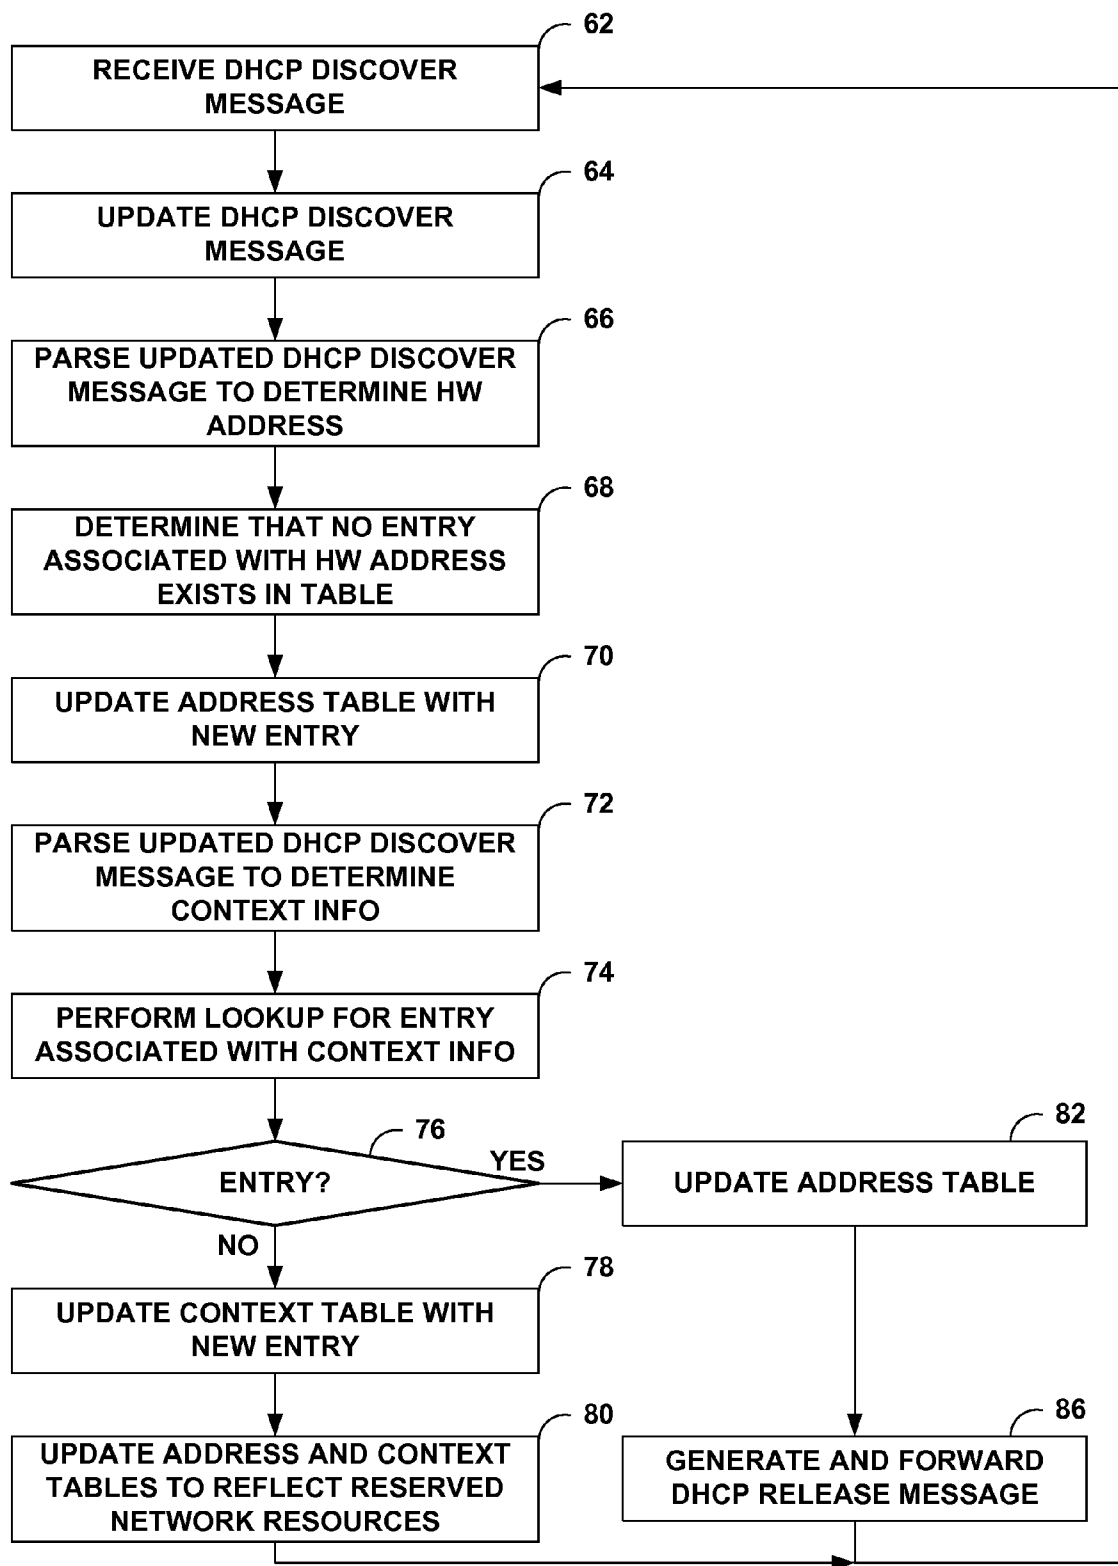 62
RECEIVE DHCP DISCOVER
MESSAGE
64
UPDATE DHCP DISCOVER
MESSAGE
66
PARSE UPDATED DHCP DISCOVER
MESSAGE TO DETERMINE HW
ADDRESS
68
DETERMINE THAT NO ENTRY
ASSOCIATED WITH HW ADDRESS
EXISTS IN TABLE
70
UPDATE ADDRESS TABLE WITH
NEW ENTRY
72
PARSE UPDATED DHCP DISCOVER
MESSAGE TO DETERMINE
CONTEXT INFO
74
PERFORM LOOKUP FOR ENTRY
ASSOCIATED WITH CONTEXT INFO
76
ENTRY?
YES
NO
82
UPDATE ADDRESS TABLE
78
UPDATE CONTEXT TABLE WITH
NEW ENTRY
80
UPDATE ADDRESS AND CONTEXT
TABLES TO REFLECT RESERVED
NETWORK RESOURCES
86
GENERATE AND FORWARD
DHCP RELEASE MESSAGE